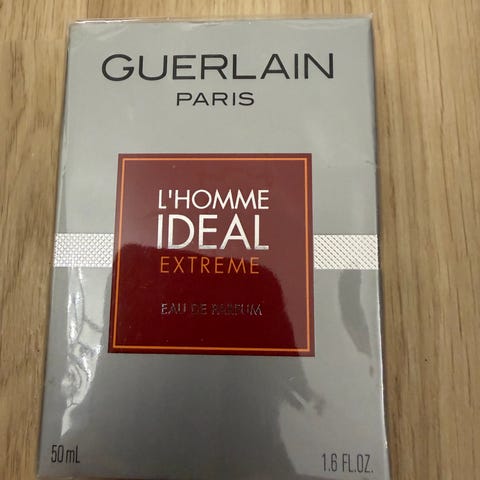 GUERLAIN
PARIS
L'HOMME
IDEAL
EXTREME
EAU DE PARFUM
50 mL
1.6 FL.OZ.